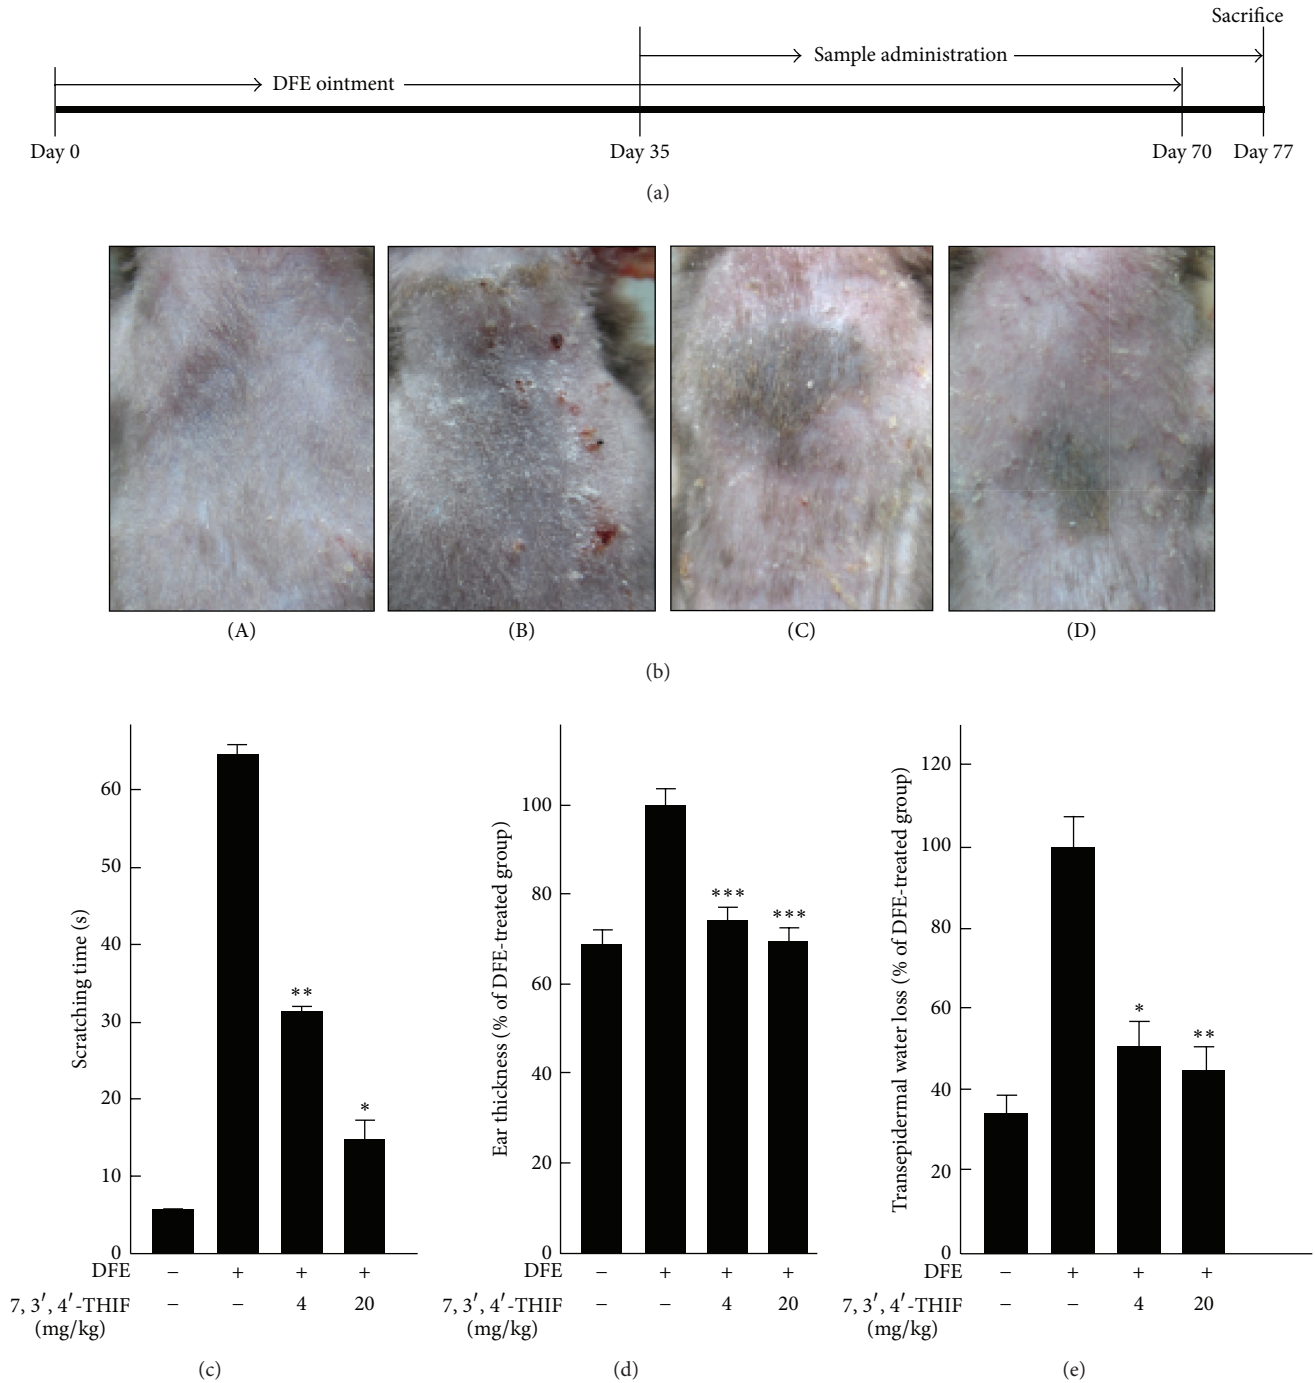 Sacrifice
Sample administration
DFE ointment
Day 0
Day 35
Day 70
Day 77
(a)
(A)
(B)
(C)
(D)
(b)
Scratching time (s)
60
50
40
30
20
10
0
**
*
DFE − + + +
7, 3′, 4′-THIF − − 4 20
(mg/kg)
(c)
Ear thickness (% of DFE-treated group)
100
80
60
40
20
0
***
***
DFE − + + +
7, 3′, 4′-THIF − − 4 20
(mg/kg)
(d)
Transepidermal water loss (% of DFE-treated group)
120
100
80
60
40
20
0
*
**
DFE − + + +
7, 3′, 4′-THIF − − 4 20
(mg/kg)
(e)